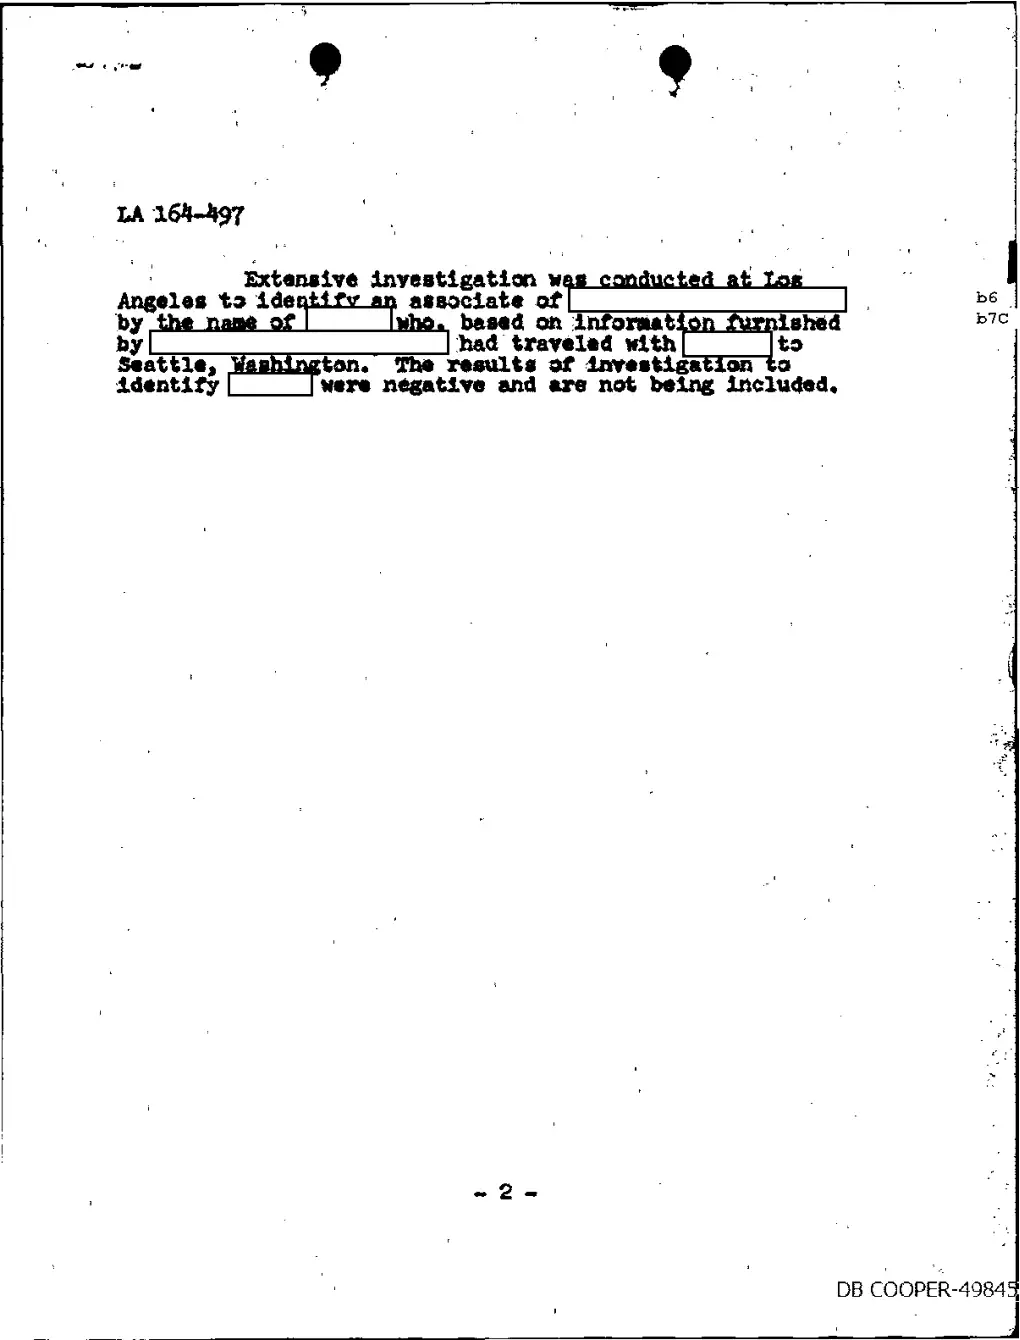 LA 164-497
Extensive investigation was conducted at Los
Angeles to identify an associate of
by the name of who, based on information furnished
by had traveled with to
Seattle, Washington. The results of investigation to
identify were negative and are not being included.
b6
b7C
- 2 -
DB COOPER-49845